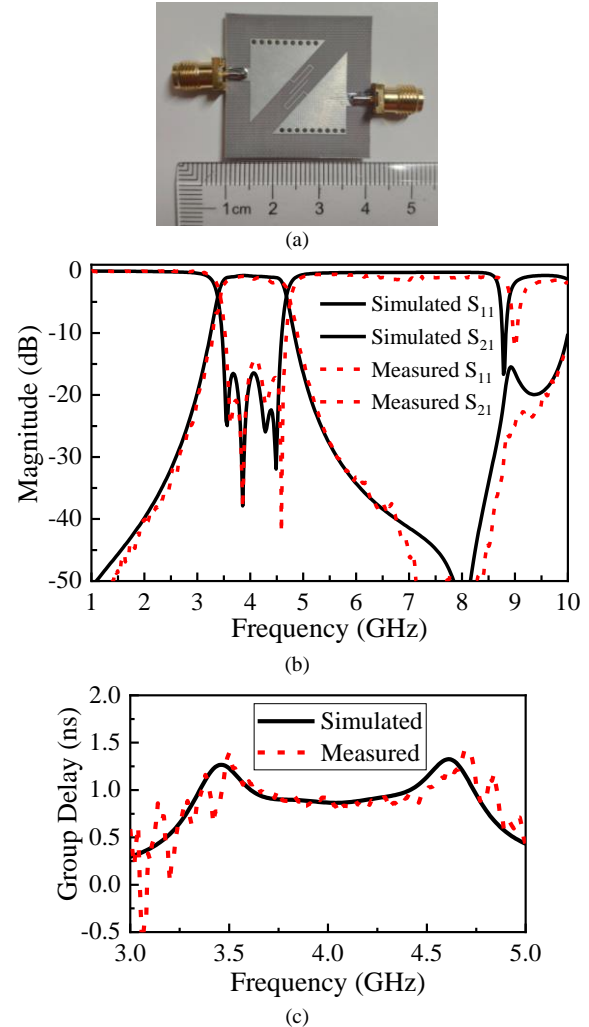 1cm 2 3 4 5
(a)
0
-10
-20
-30
-40
-50
Magnitude (dB)
Simulated S11
Simulated S21
Measured S11
Measured S21
1 2 3 4 5 6 7 8 9 10
Frequency (GHz)
(b)
2.0
1.5
1.0
0.5
0.0
-0.5
Group Delay (ns)
Simulated
Measured
3.0 3.5 4.0 4.5 5.0
Frequency (GHz)
(c)